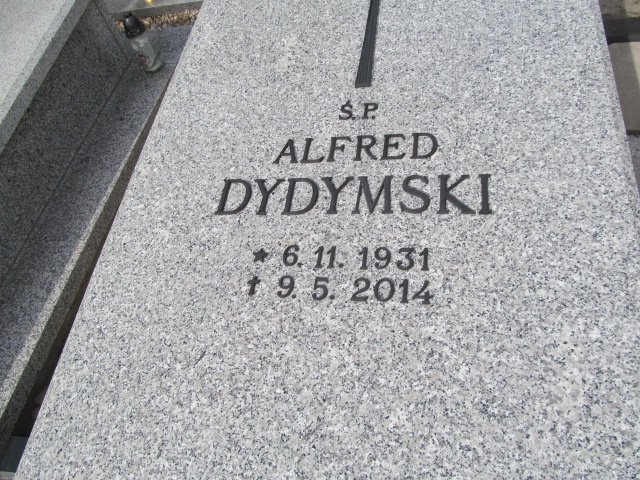 Ś.P.
ALFRED
DYDYMSKI
★ 6.11.1931
✝ 9.5.2014